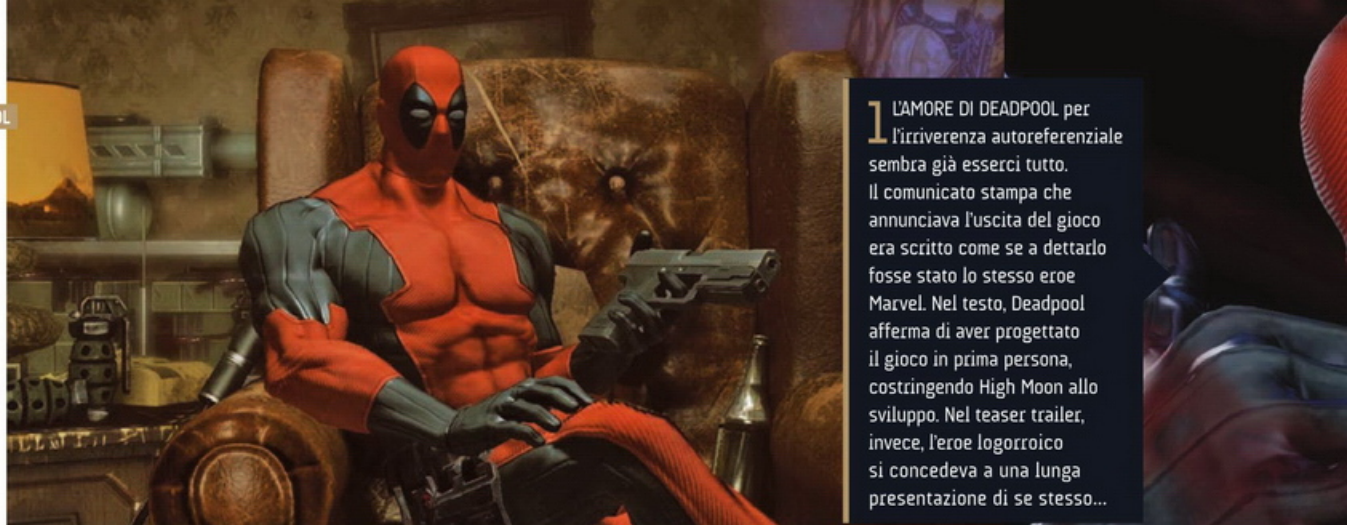 OL
1 L'AMORE DI DEADPOOL per
l'irriverenza autoreferenziale
sembra già esserci tutto.
Il comunicato stampa che
annunciava l'uscita del gioco
era scritto come se a dettarlo
fosse stato lo stesso eroe
Marvel. Nel testo, Deadpool
afferma di aver progettato
il gioco in prima persona,
costringendo High Moon allo
sviluppo. Nel teaser trailer,
invece, l'eroe logorroico
si concedeva a una lunga
presentazione di se stesso...